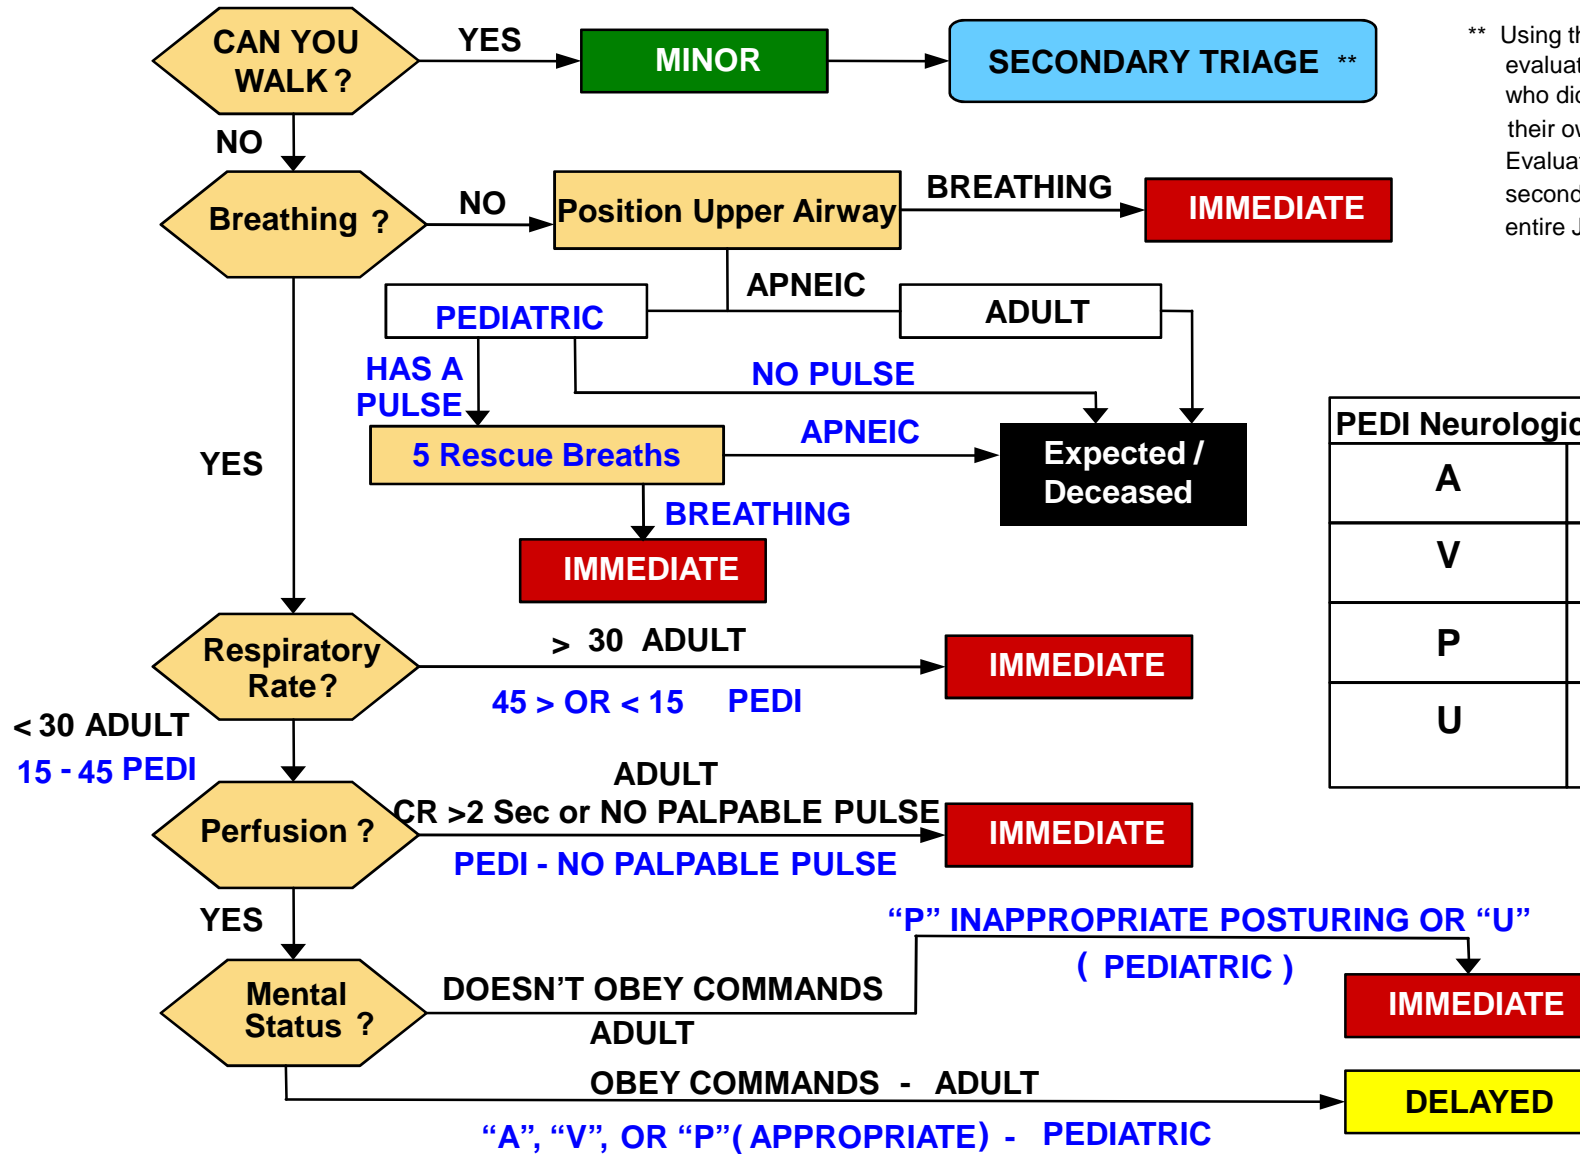 CAN YOU
WALK ?
YES
MINOR
SECONDARY TRIAGE **
** Using
evaluat
who
their
Evaluat
second
entire J
NO
Breathing ?
NO
Position Upper Airway
BREATHING
IMMEDIATE
APNEIC
PEDIATRIC
ADULT
HAS A
PULSE
NO PULSE
5 Rescue Breaths
APNEIC
Expected /
Deceased
BREATHING
IMMEDIATE
YES
PEDI Neurologic
A
V
P
U
Respiratory
Rate?
> 30 ADULT
45 > OR < 15 PEDI
IMMEDIATE
< 30 ADULT
15 - 45 PEDI
Perfusion ?
ADULT
CR >2 Sec or NO PALPABLE PULSE
PEDI - NO PALPABLE PULSE
IMMEDIATE
YES
Mental
Status ?
“P” INAPPROPRIATE POSTURING OR “U”
( PEDIATRIC )
DOESN’T OBEY COMMANDS
ADULT
IMMEDIATE
OBEY COMMANDS - ADULT
“A”, “V”, OR “P” ( APPROPRIATE) - PEDIATRIC
DELAYED